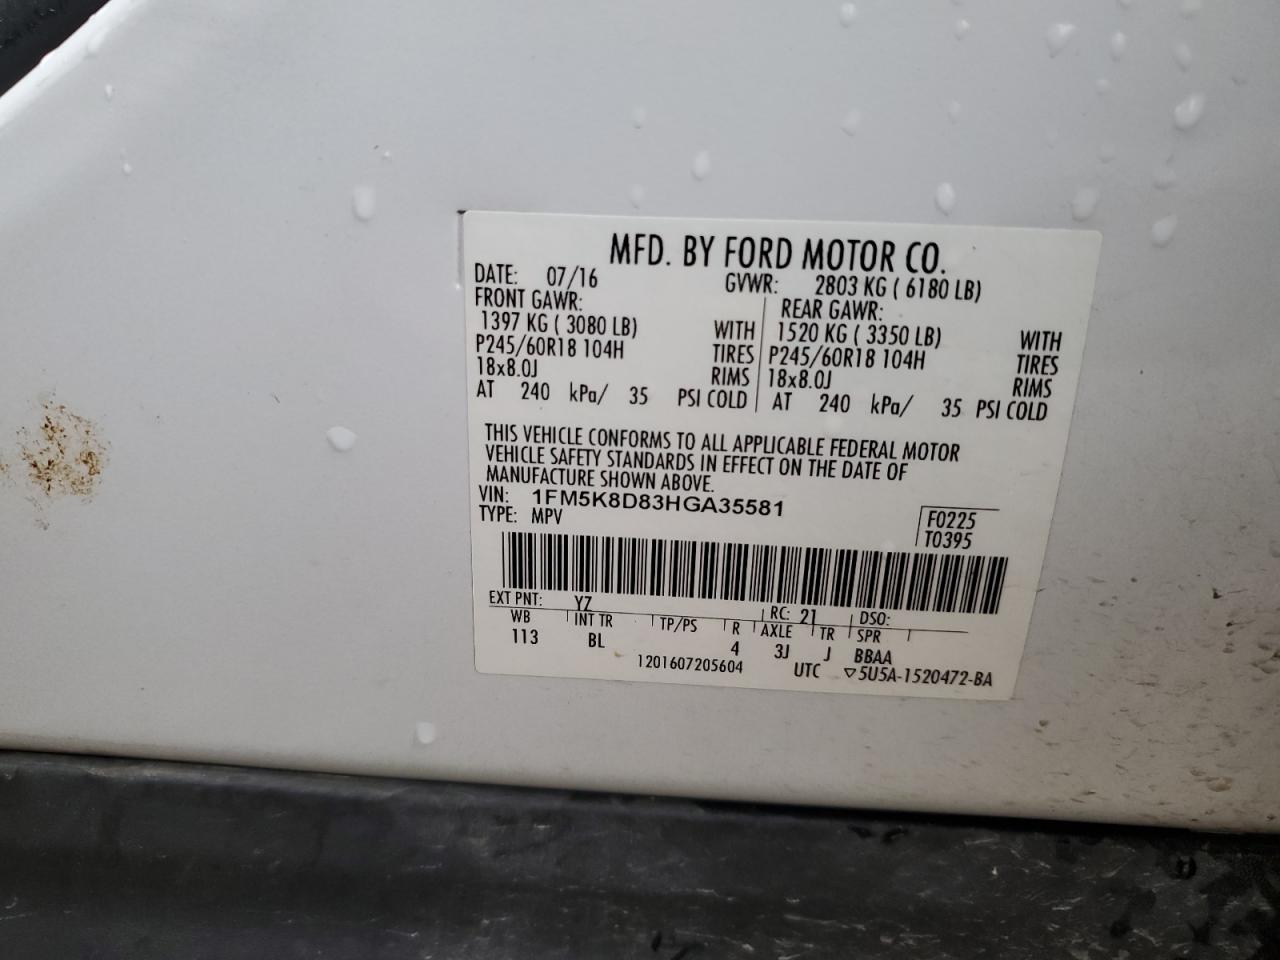 MFD. BY FORD MOTOR CO.
DATE: 07/16 GVWR: 2803 KG ( 6180 LB)
FRONT GAWR: REAR GAWR:
1397 KG ( 3080 LB) WITH 1520 KG ( 3350 LB) WITH
P245/60R18 104H TIRES P245/60R18 104H TIRES
18x8.0J RIMS 18x8.0J RIMS
AT 240 kPa/ 35 PSI COLD AT 240 kPa/ 35 PSI COLD
THIS VEHICLE CONFORMS TO ALL APPLICABLE FEDERAL MOTOR
VEHICLE SAFETY STANDARDS IN EFFECT ON THE DATE OF
MANUFACTURE SHOWN ABOVE.
VIN: 1FM5K8D83HGA35581
TYPE: MPV
F0225
T0395
EXT PNT: YZ RC: 21 DSO:
WB INT TR TP/PS R AXLE TR SPR
113 BL 4 3J J BBAA
1201607205604 UTC ▽5U5A-1520472-BA